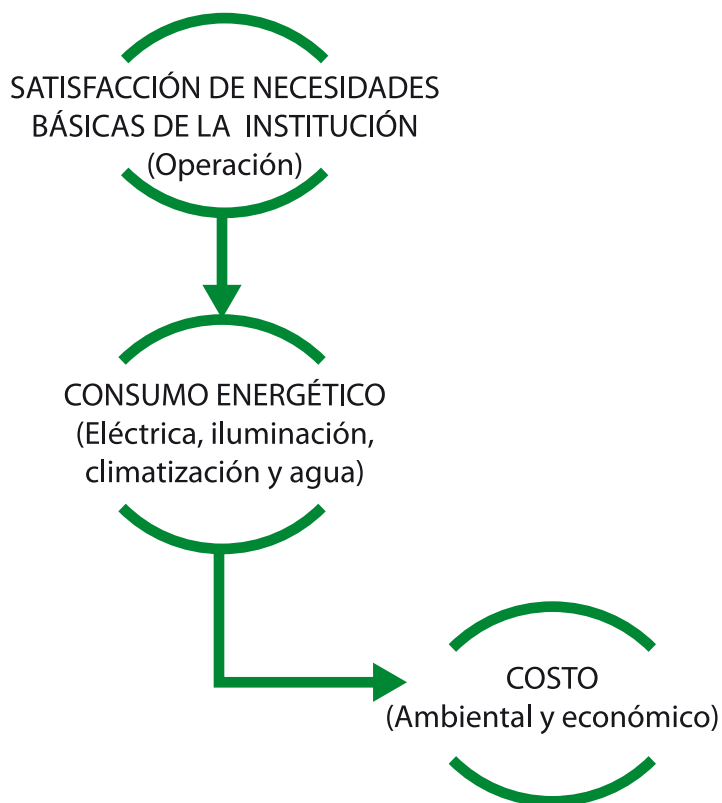 SATISFACCIÓN DE NECESIDADES
BÁSICAS DE LA INSTITUCIÓN
(Operación)
CONSUMO ENERGÉTICO
(Eléctrica, iluminación,
climatización y agua)
COSTO
(Ambiental y económico)